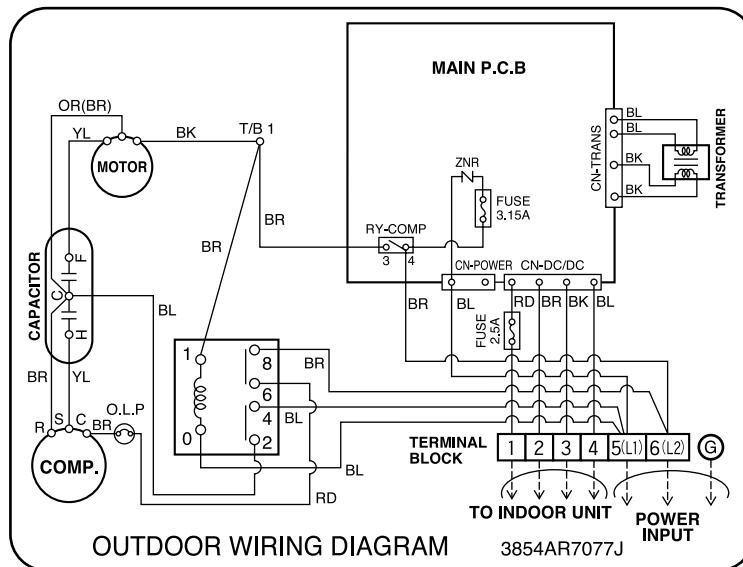 MAIN P.C.B
OR(BR)
YL
BK
T/B 1
MOTOR
ZNR
FUSE
3.15A
CN-TRANS
BL
BL
BK
BK
TRANSFORMER
BR
BR
RY-COMP
3 4
CN-POWER
CN-DC/DC
CAPACITOR
F
C
H
BL
BR
BL
RD
BR
BK
BL
FUSE
2.5A
BR
YL
1
0
8
6
4
2
BR
BL
R
S
C
BR
O.L.P
COMP.
BL
RD
TERMINAL
BLOCK
1 2 3 4 5(L1) 6(L2) G
TO INDOOR UNIT
POWER
INPUT
OUTDOOR WIRING DIAGRAM
3854AR7077J